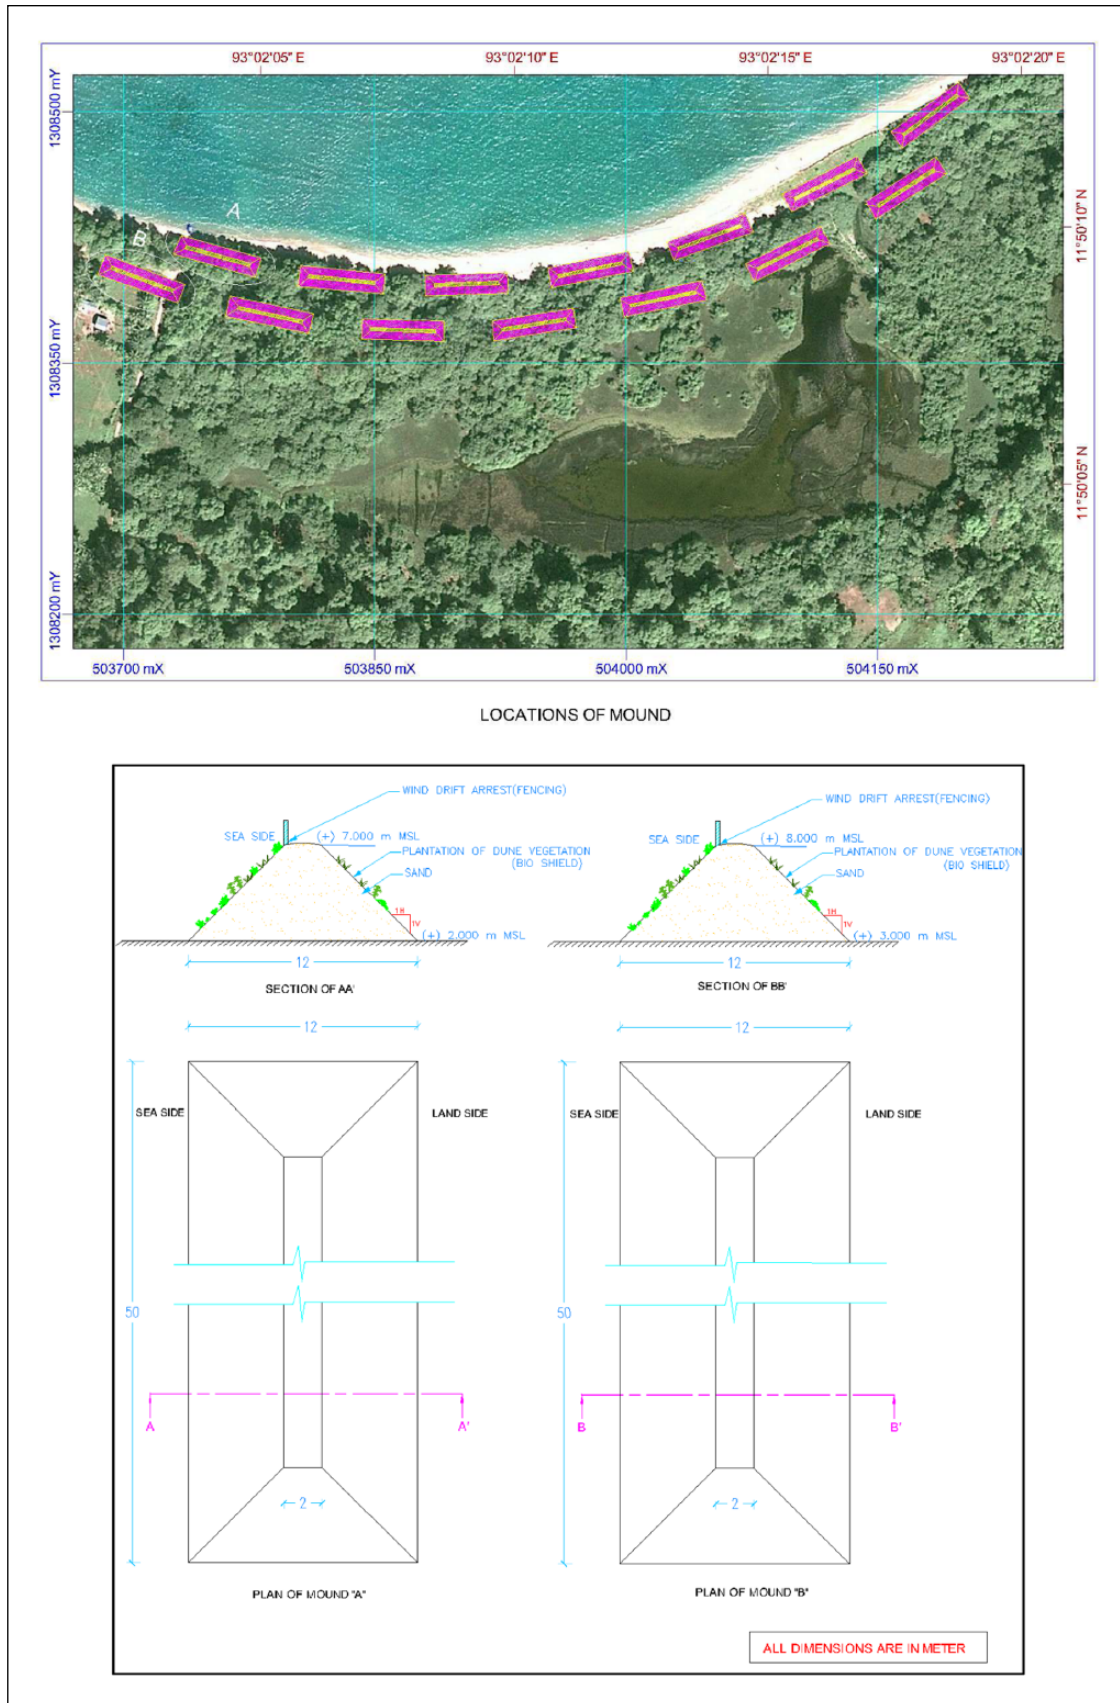 93°02'05" E
93°02'10" E
93°02'15" E
93°02'20" E
1308500 mY
1308350 mY
1308200 mY
11°50'10" N
11°50'05" N
A
B
503700 mX
503850 mX
504000 mX
504150 mX
LOCATIONS OF MOUND
WIND DRIFT ARREST(FENCING)
SEA SIDE
(+) 7.000 m MSL
PLANTATION OF DUNE VEGETATION
(BIO SHIELD)
SAND
1H
1V
(+) 2.000 m MSL
12
SECTION OF AA'
WIND DRIFT ARREST(FENCING)
SEA SIDE
(+) 8.000 m MSL
PLANTATION OF DUNE VEGETATION
(BIO SHIELD)
SAND
1H
1V
(+) 3.000 m MSL
12
SECTION OF BB'
12
SEA SIDE
LAND SIDE
50
A
A'
2
PLAN OF MOUND "A"
12
SEA SIDE
LAND SIDE
50
B
B'
2
PLAN OF MOUND "B"
ALL DIMENSIONS ARE IN METER